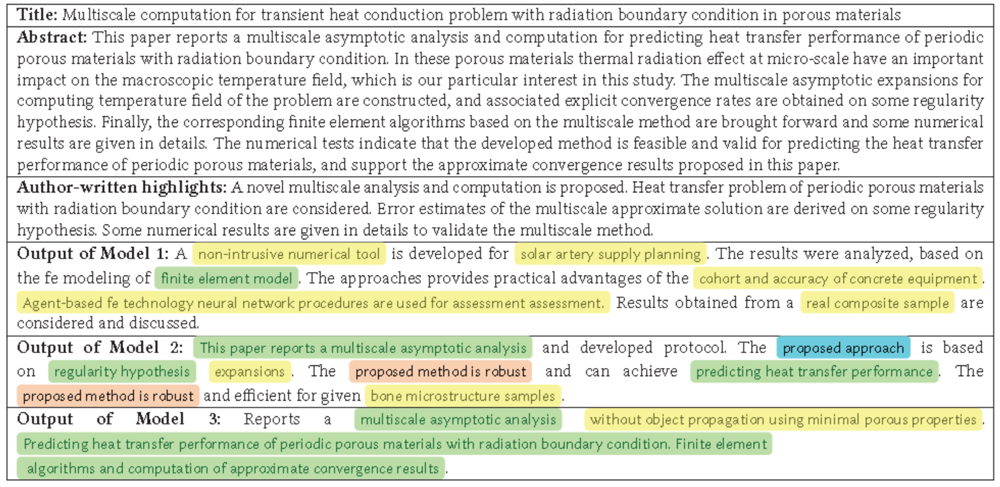 Title: Multiscale computation for transient heat conduction problem with radiation boundary condition in porous materials
Abstract: This paper reports a multiscale asymptotic analysis and computation for predicting heat transfer performance of periodic
porous materials with radiation boundary condition. In these porous materials thermal radiation effect at micro-scale have an important
impact on the macroscopic temperature field, which is our particular interest in this study. The multiscale asymptotic expansions for
computing temperature field of the problem are constructed, and associated explicit convergence rates are obtained on some regularity
hypothesis. Finally, the corresponding finite element algorithms based on the multiscale method are brought forward and some numerical
results are given in details. The numerical tests indicate that the developed method is feasible and valid for predicting the heat transfer
performance of periodic porous materials, and support the approximate convergence results proposed in this paper.
Author-written highlights: A novel multiscale analysis and computation is proposed. Heat transfer problem of periodic porous materials
with radiation boundary condition are considered. Error estimates of the multiscale approximate solution are derived on some regularity
hypothesis. Some numerical results are given in details to validate the multiscale method.
Output of Model 1: A non-intrusive numerical tool is developed for solar artery supply planning. The results were analyzed, based on
the fe modeling of finite element model. The approaches provides practical advantages of the cohort and accuracy of concrete equipment.
Agent-based fe technology neural network procedures are used for assessment assessment. Results obtained from a real composite sample are
considered and discussed.
Output of Model 2: This paper reports a multiscale asymptotic analysis and developed protocol. The proposed approach is based
on regularity hypothesis expansions. The proposed method is robust and can achieve predicting heat transfer performance. The
proposed method is robust and efficient for given bone microstructure samples.
Output of Model 3: Reports a multiscale asymptotic analysis without object propagation using minimal porous properties.
Predicting heat transfer performance of periodic porous materials with radiation boundary condition. Finite element
algorithms and computation of approximate convergence results.